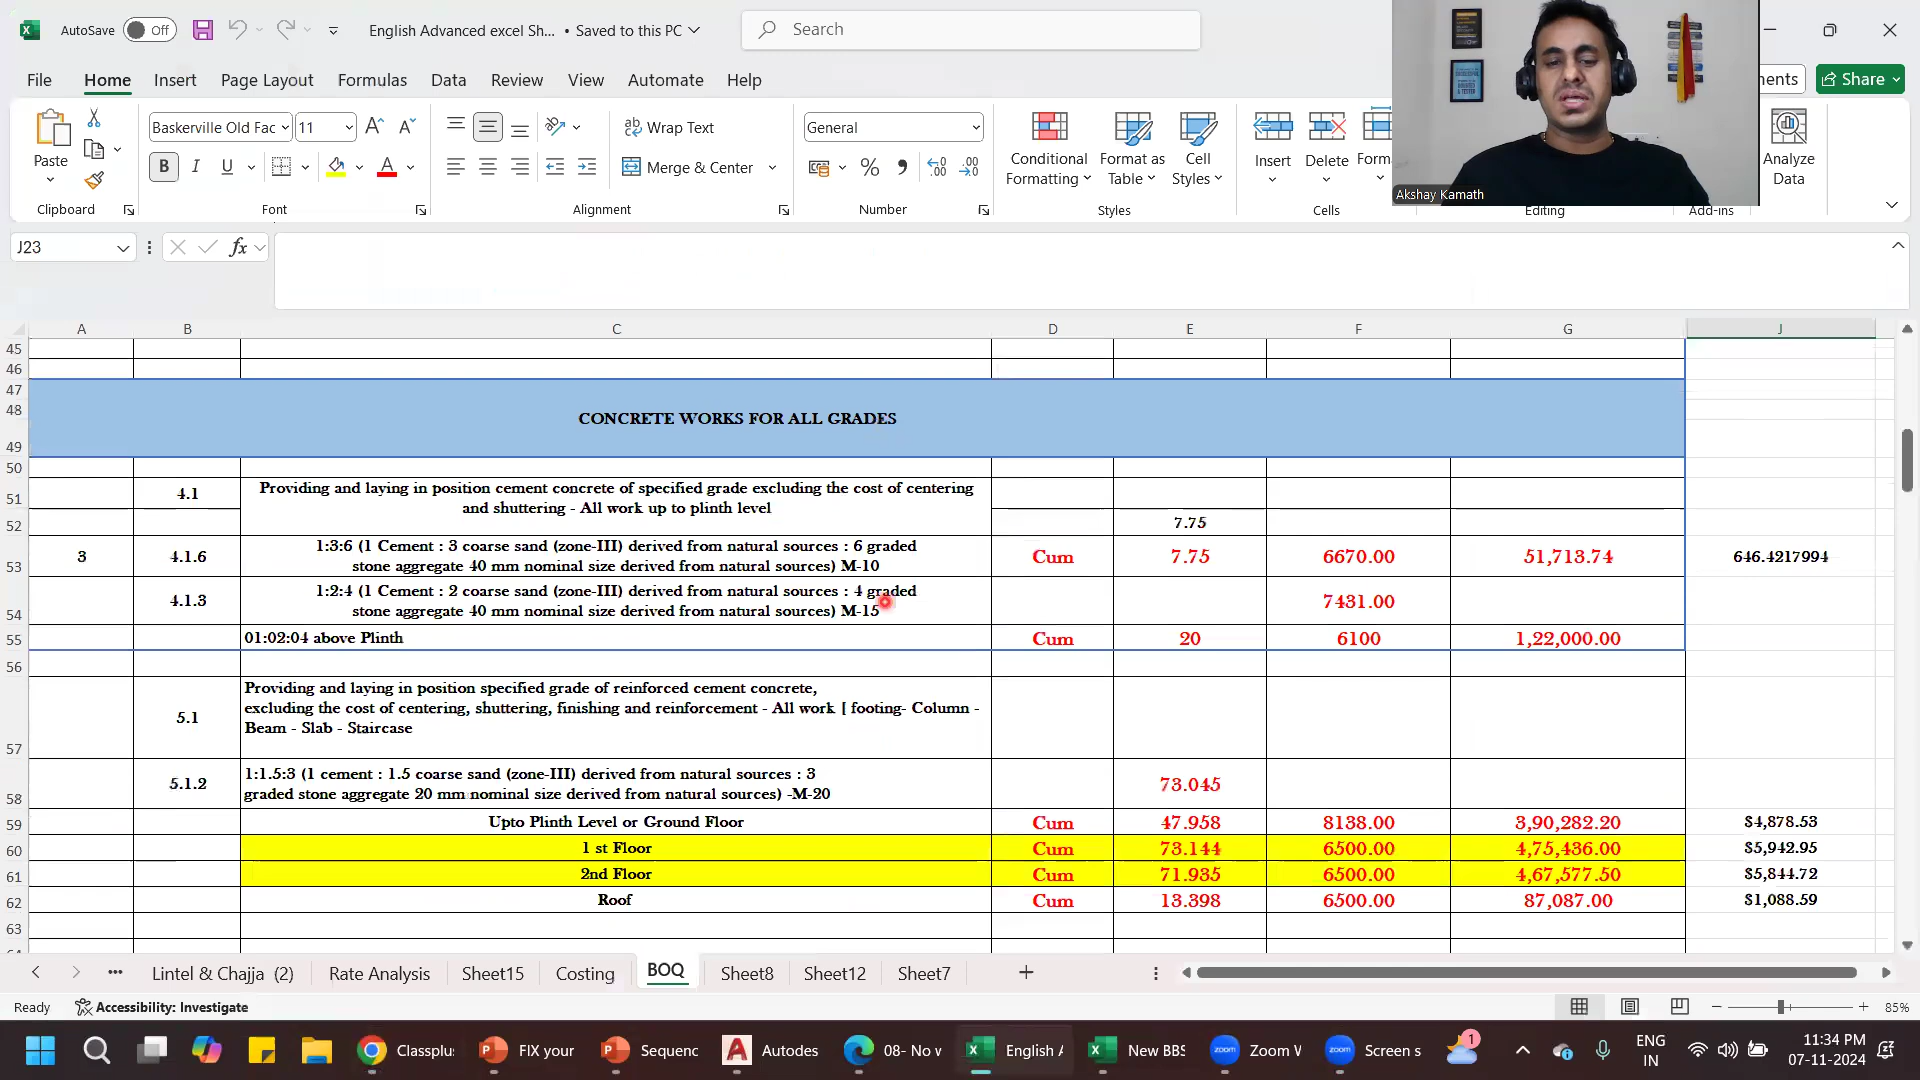 AutoSave Off English Advanced excel Sh... • Saved to this PC Search
File Home Insert Page Layout Formulas Data Review View Automate Help ments Share
Paste Baskerville Old Fac 11 Wrap Text General Conditional Formatting Format as Table Cell Styles Insert Delete Form Analyze Data
B I U Merge & Center
Akshay Kamath
Clipboard Font Alignment Number Styles Cells Editing Add-ins
J23 fx
A B C D E F G J
45
46
47
48 CONCRETE WORKS FOR ALL GRADES
49
50
51 4.1 Providing and laying in position cement concrete of specified grade excluding the cost of centering
and shuttering - All work up to plinth level
52 7.75
1:3:6 (1 Cement : 3 coarse sand (zone-III) derived from natural sources : 6 graded
53 3 4.1.6 stone aggregate 40 mm nominal size derived from natural sources) M-10 Cum 7.75 6670.00 51,713.74 646.4217994
1:2:4 (1 Cement : 2 coarse sand (zone-III) derived from natural sources : 4 graded
54 4.1.3 stone aggregate 40 mm nominal size derived from natural sources) M-15 7431.00
55 01:02:04 above Plinth Cum 20 6100 1,22,000.00
56
Providing and laying in position specified grade of reinforced cement concrete,
5.1 excluding the cost of centering, shuttering, finishing and reinforcement - All work [ footing- Column -
Beam - Slab - Staircase
57
1:1.5:3 (1 cement : 1.5 coarse sand (zone-III) derived from natural sources : 3
58 5.1.2 graded stone aggregate 20 mm nominal size derived from natural sources) -M-20 73.045
59 Upto Plinth Level or Ground Floor Cum 47.958 8138.00 3,90,282.20 $4,878.53
60 1 st Floor Cum 73.144 6500.00 4,75,436.00 $5,942.95
61 2nd Floor Cum 71.935 6500.00 4,67,577.50 $5,844.72
62 Roof Cum 13.398 6500.00 87,087.00 $1,088.59
63
Lintel & Chajja (2) Rate Analysis Sheet15 Costing BOQ Sheet8 Sheet12 Sheet7
Ready Accessibility: Investigate 85%
Classplu FIX your Sequenc Autodes 08- No w English A New BBS Zoom W Screen s 1 ENG 11:34 PM
IN 07-11-2024